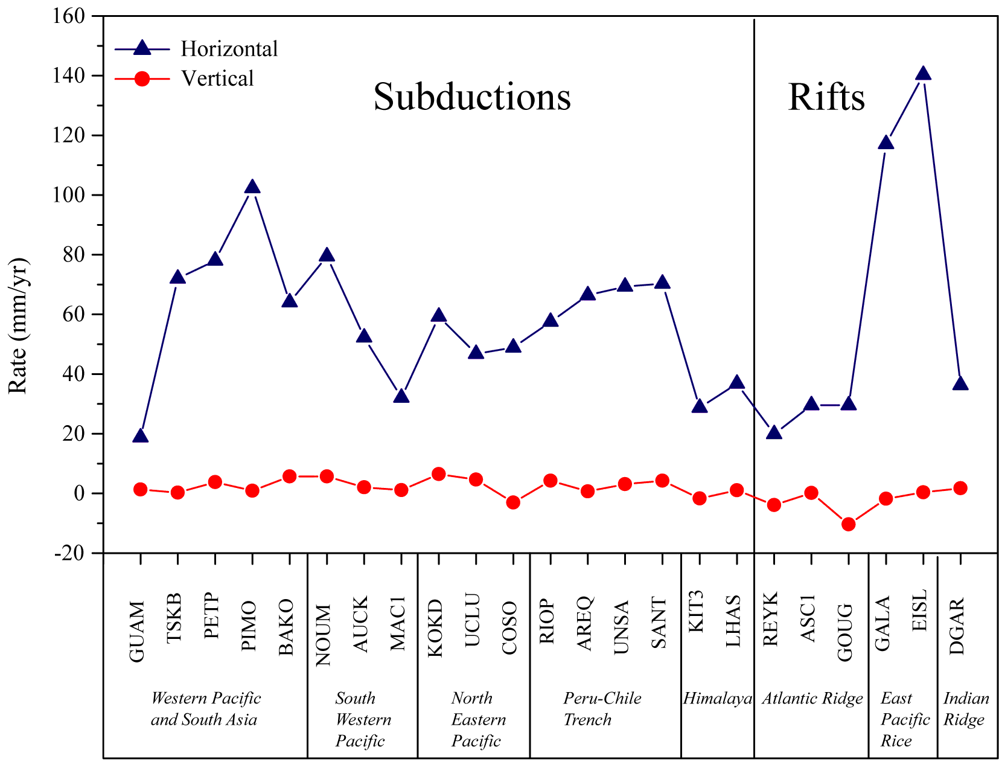 160
140
120
100
80
60
40
20
0
-20
Rate (mm/yr)
Horizontal
Vertical
Subductions
Rifts
GUAM
TSKB
PETP
PIMO
BAKO
NOUM
AUCK
MAC1
KOKD
UCLU
COSO
RIOP
AREQ
UNSA
SANT
KIT3
LHAS
REYK
ASC1
GOUG
GALA
EISL
DGAR
Western Pacific
and South Asia
South
Western
Pacific
North
Eastern
Pacific
Peru-Chile
Trench
Himalaya
Atlantic Ridge
East
Pacific
Rice
Indian
Ridge